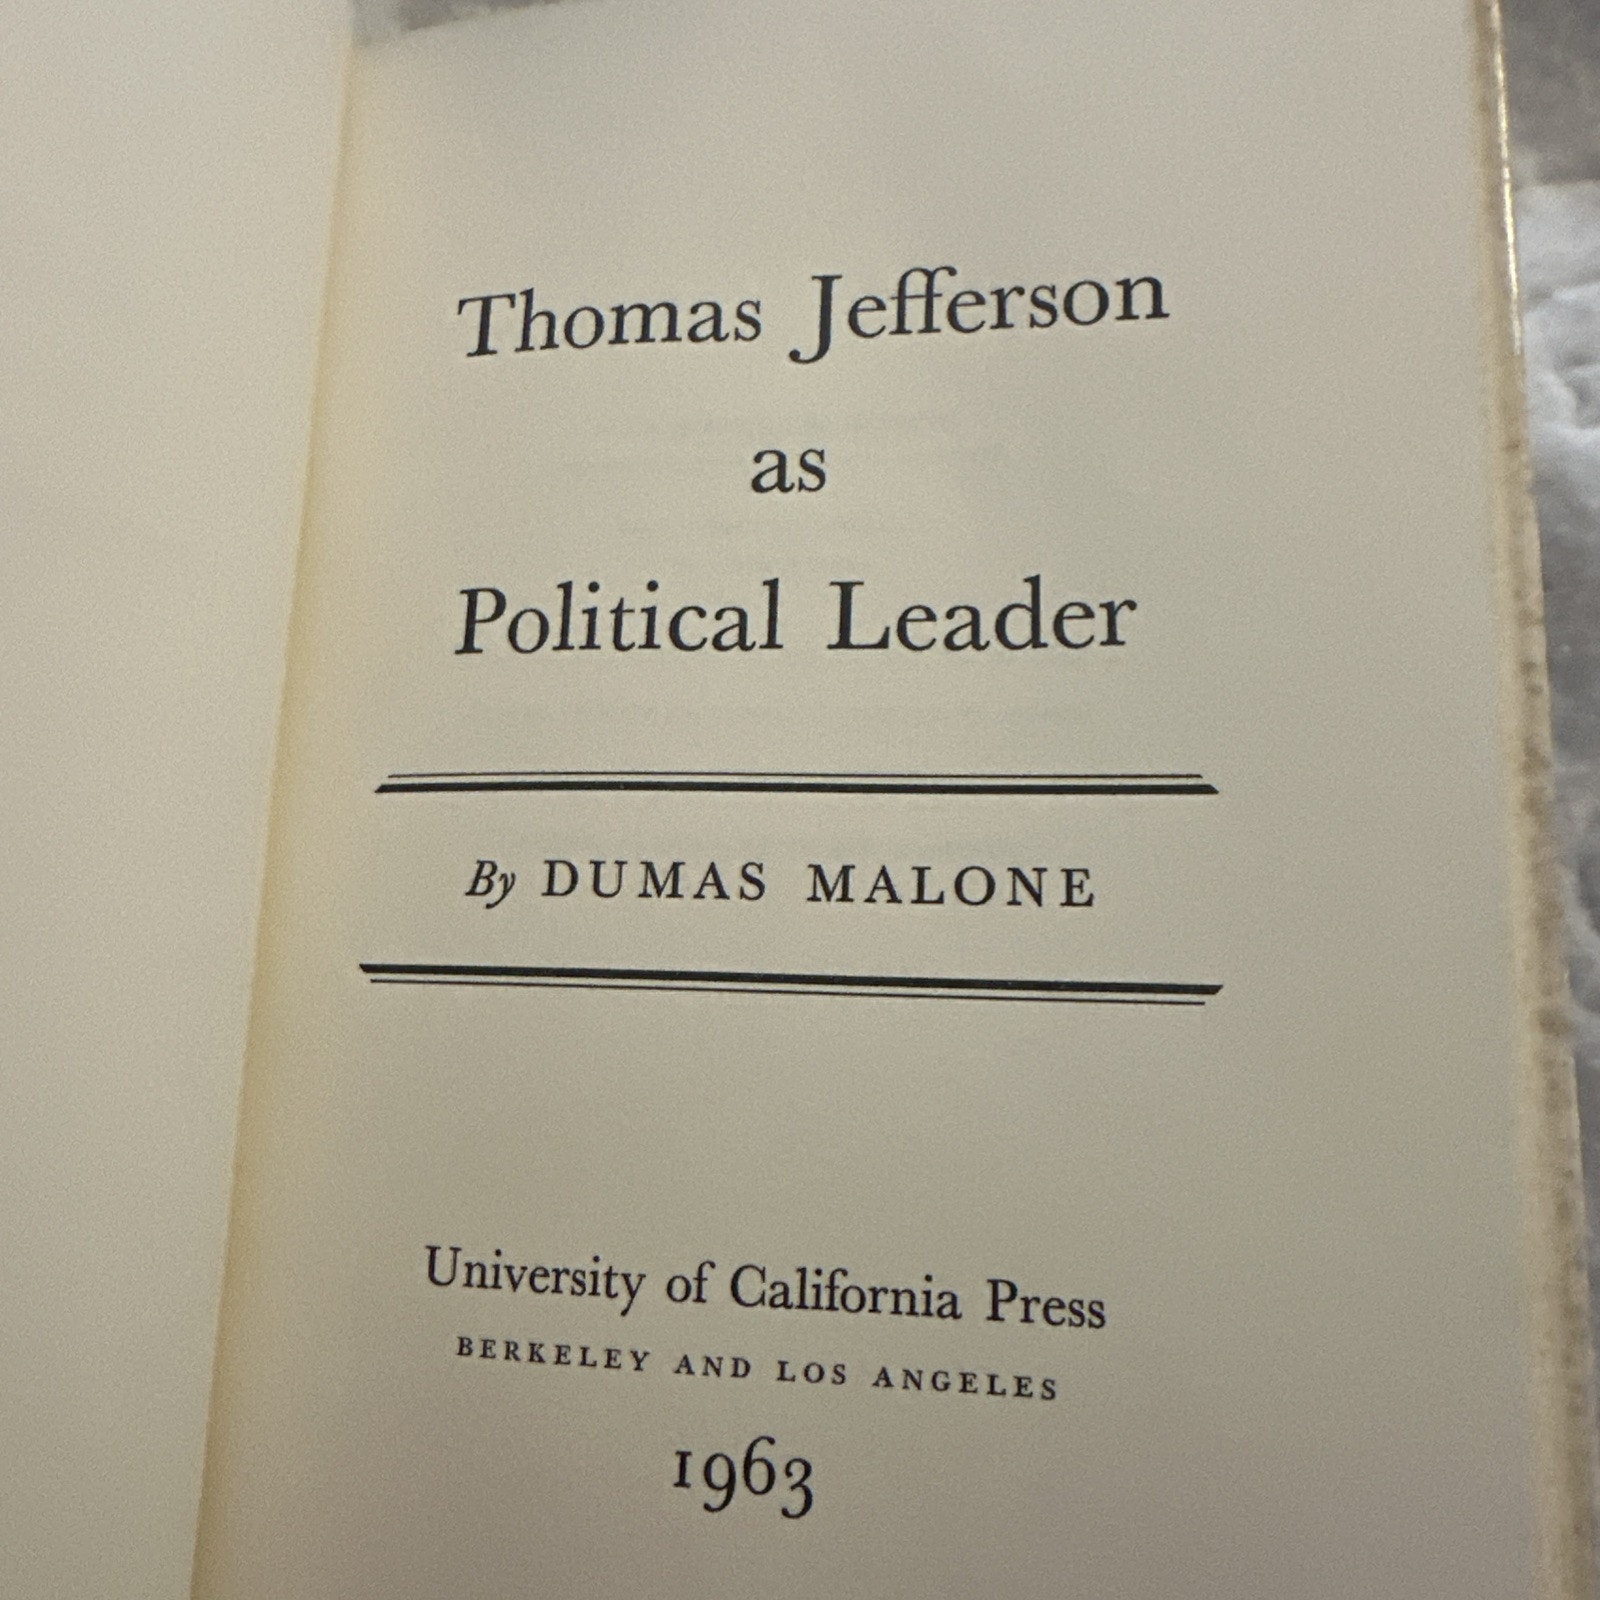 Thomas Jefferson
as
Political Leader
By DUMAS MALONE
University of California Press
BERKELEY AND LOS ANGELES
1963